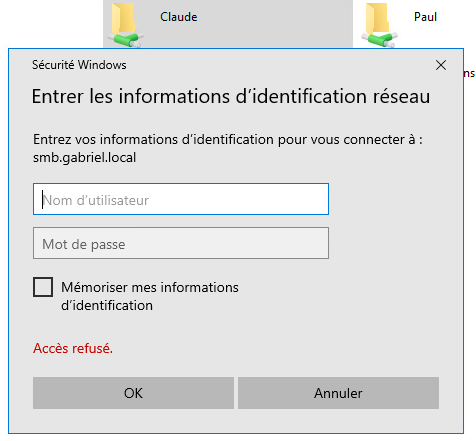 Claude
Paul
ns
Sécurité Windows
Entrer les informations d'identification réseau
Entrez vos informations d'identification pour vous connecter à :
smb.gabriel.local
Nom d'utilisateur
Mot de passe
Mémoriser mes informations
d'identification
Accès refusé.
OK
Annuler